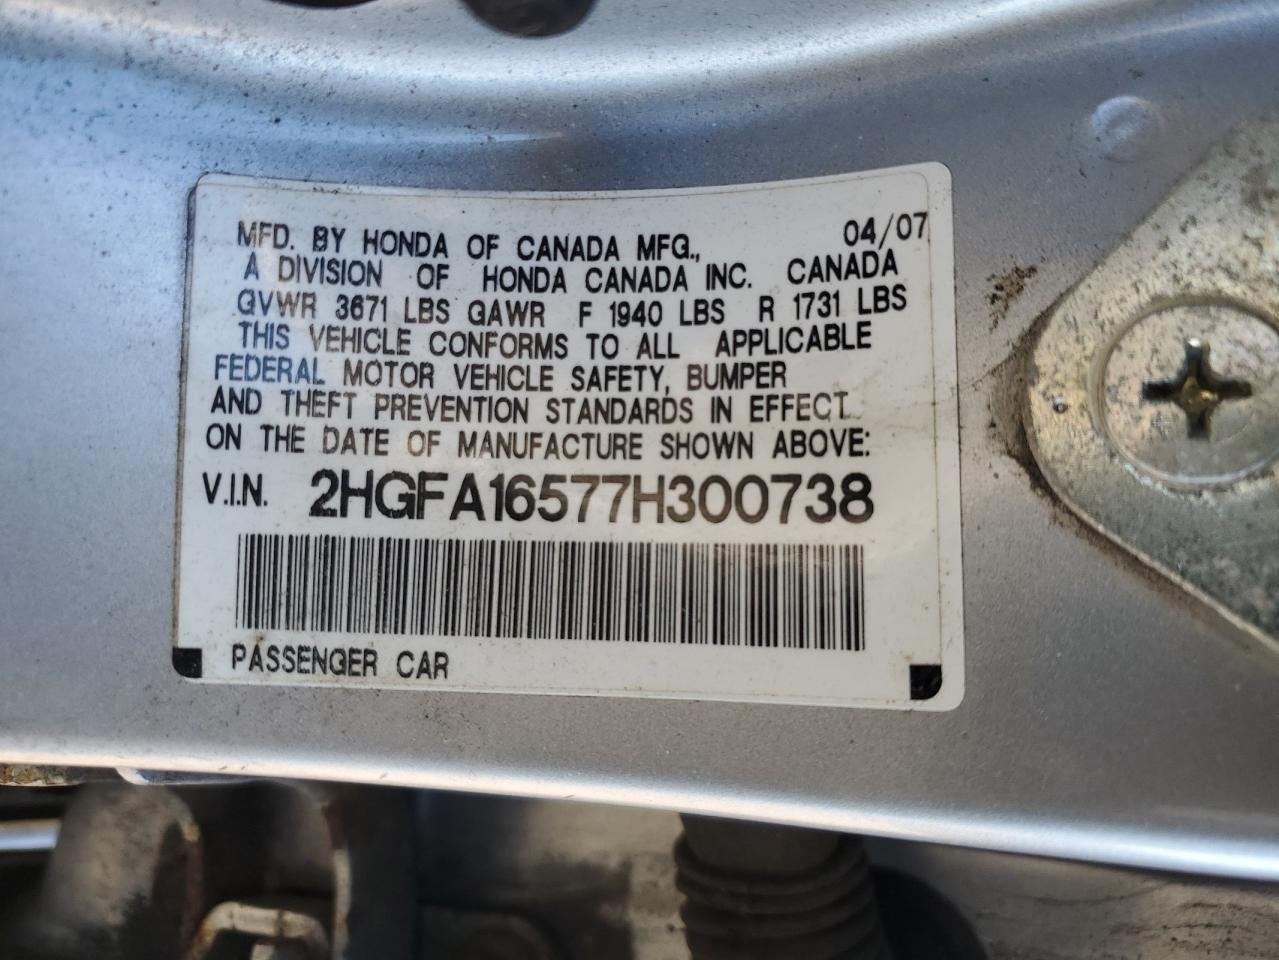 MFD. BY HONDA OF CANADA MFG., 04/07
A DIVISION OF HONDA CANADA INC. CANADA
GVWR 3671 LBS GAWR F 1940 LBS R 1731 LBS
THIS VEHICLE CONFORMS TO ALL APPLICABLE
FEDERAL MOTOR VEHICLE SAFETY, BUMPER
AND THEFT PREVENTION STANDARDS IN EFFECT
ON THE DATE OF MANUFACTURE SHOWN ABOVE:
V.I.N. 2HGFA16577H300738
PASSENGER CAR